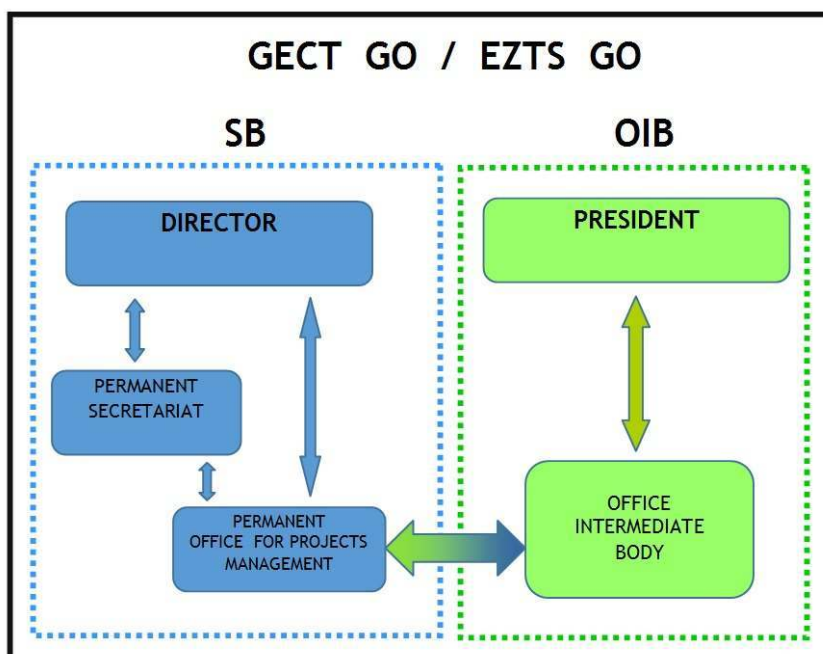 GECT GO / EZTS GO
SB
OIB
DIRECTOR
PRESIDENT
PERMANENT
SECRETARIAT
PERMANENT
OFFICE FOR PROJECTS
MANAGEMENT
OFFICE
INTERMEDIATE
BODY